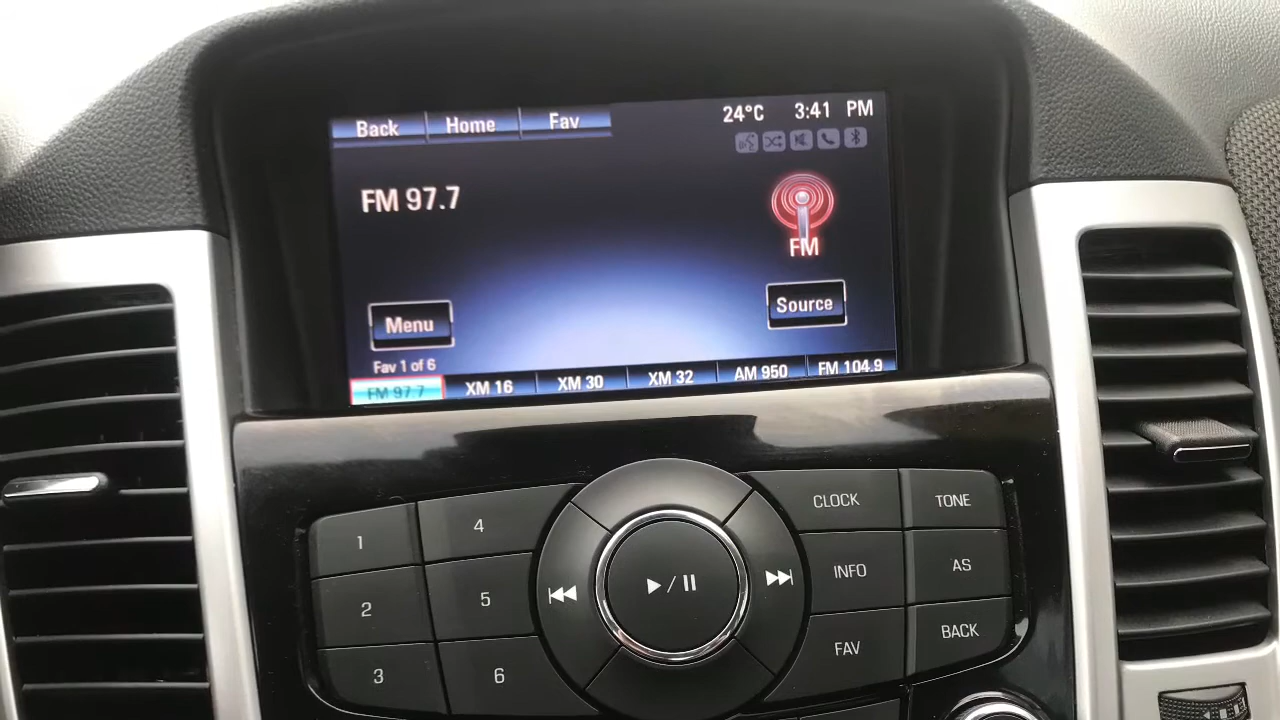 Back Home Fav 24°C 3:41 PM
FM 97.7
FM
Menu Source
Fav 1 of 6
FM 97.7 XM 16 XM 30 XM 32 AM 950 FM 104.9
1 4 CLOCK TONE
2 5 INFO AS
3 6 FAV BACK